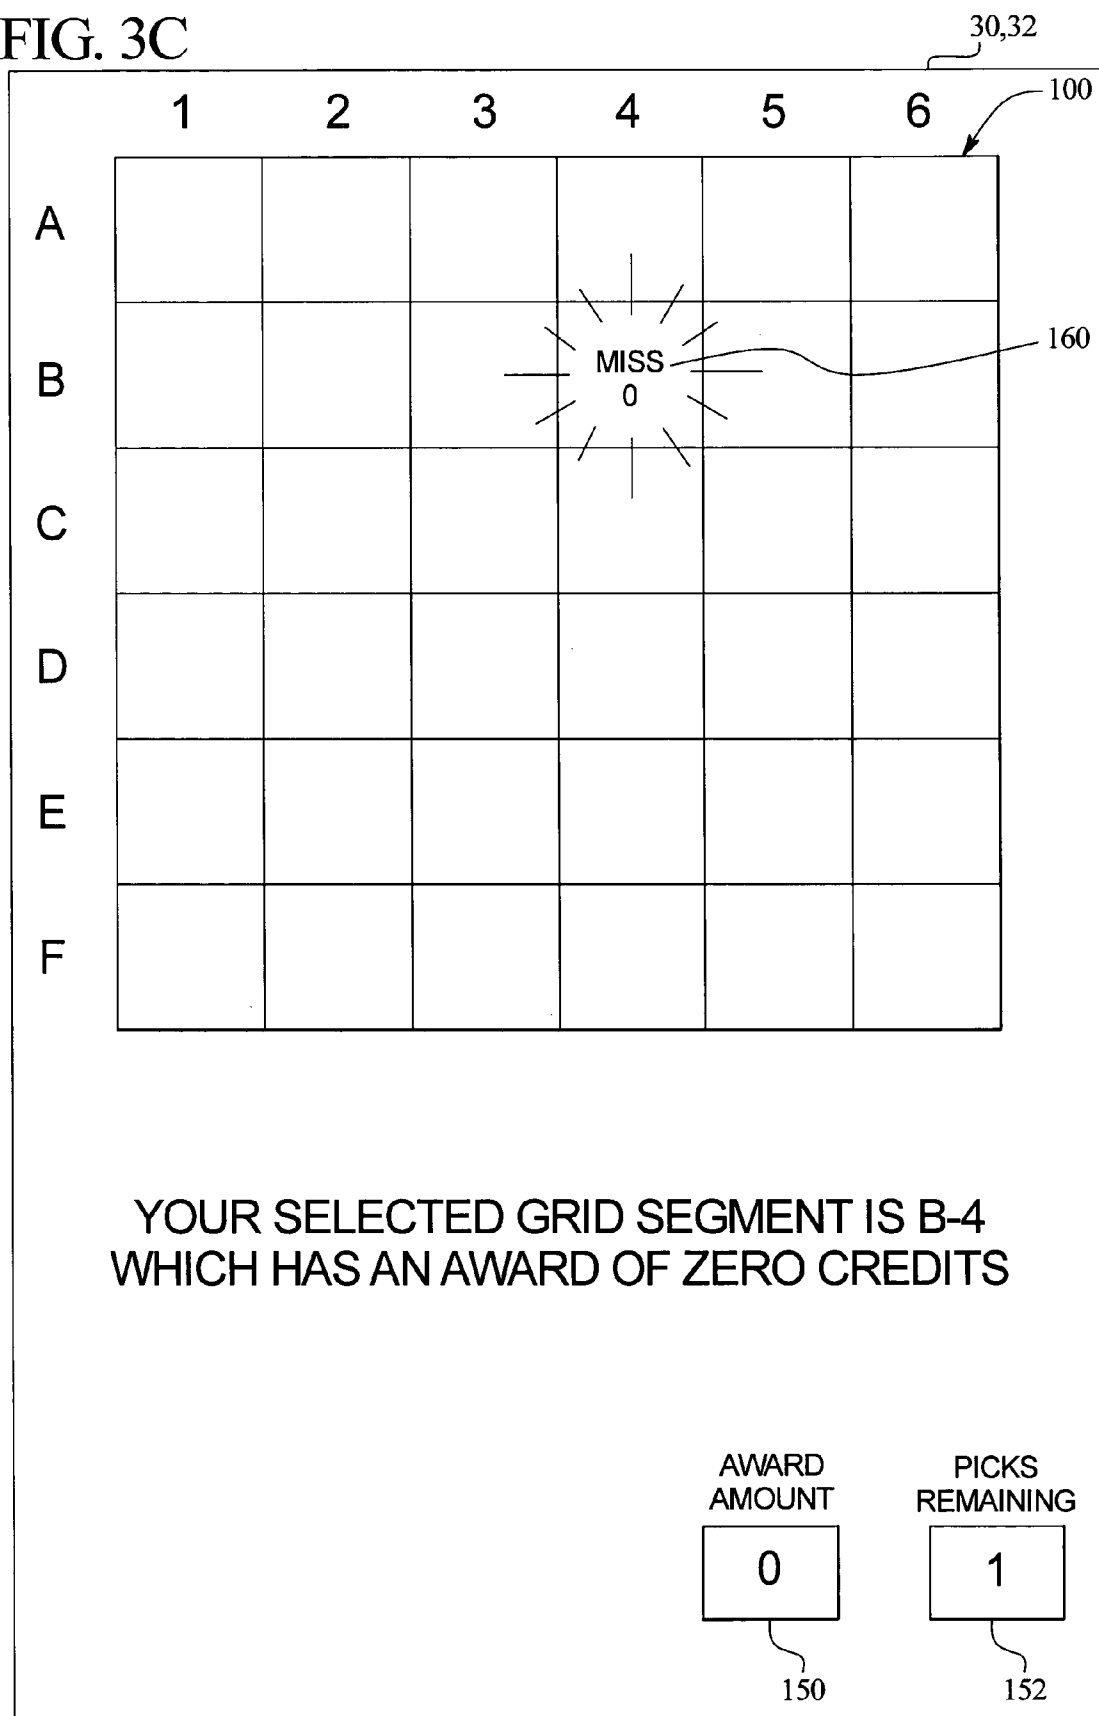 FIG. 3C
30,32
100
1 2 3 4 5 6
A
B
MISS
0
160
C
D
E
F
YOUR SELECTED GRID SEGMENT IS B-4
WHICH HAS AN AWARD OF ZERO CREDITS
AWARD
AMOUNT
0
150
PICKS
REMAINING
1
152